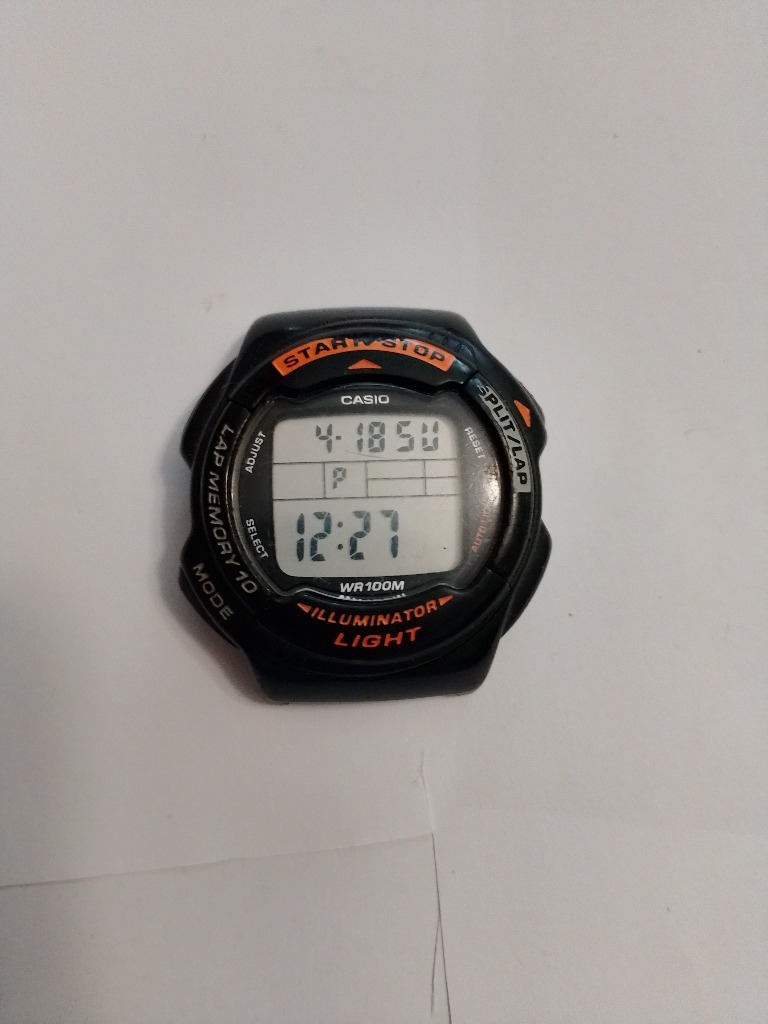 START/STOP
CASIO
SPLIT/LAP
ADJUST
RESET
4-18 SU
P
LAP MEMORY 10
12:27
SELECT
MODE
WR100M
ILLUMINATOR
LIGHT